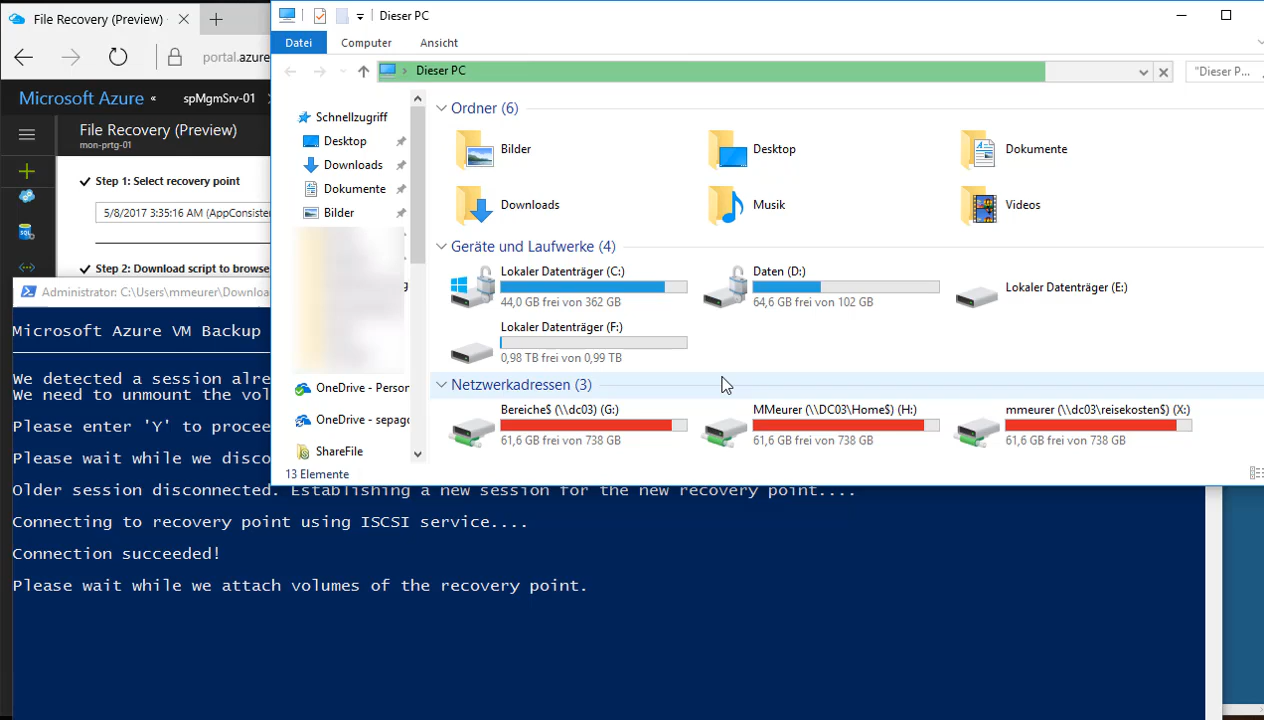 File Recovery (Preview)
portal.azure
Microsoft Azure
spMgmSrv-01
File Recovery (Preview)
mon-prtg-01
Step 1: Select recovery point
5/8/2017 3:35:16 AM (AppConsister
Step 2: Download script to browse
Dieser PC
Datei
Computer
Ansicht
Dieser PC
"Dieser P...
Schnellzugriff
Desktop
Downloads
Dokumente
Bilder
OneDrive - Person
OneDrive - sepago
ShareFile
Ordner (6)
Bilder
Desktop
Dokumente
Downloads
Musik
Videos
Geräte und Laufwerke (4)
Lokaler Datenträger (C:)
44,0 GB frei von 362 GB
Daten (D:)
64,6 GB frei von 102 GB
Lokaler Datenträger (E:)
Lokaler Datenträger (F:)
0,98 TB frei von 0,99 TB
Netzwerkadressen (3)
Bereiche$ (\\dc03) (G:)
61,6 GB frei von 738 GB
MMeurer (\\DC03\Home$) (H:)
61,6 GB frei von 738 GB
mmeurer (\\dc03\reisekosten$) (X:)
61,6 GB frei von 738 GB
13 Elemente
Administrator: C:\Users\mmeurer\Downloa
Microsoft Azure VM Backup
We detected a session alre
We need to unmount the vol
Please enter 'Y' to procee
Please wait while we disco
Older session disconnected. Establishing a new session for the new recovery point....
Connecting to recovery point using ISCSI service....
Connection succeeded!
Please wait while we attach volumes of the recovery point.